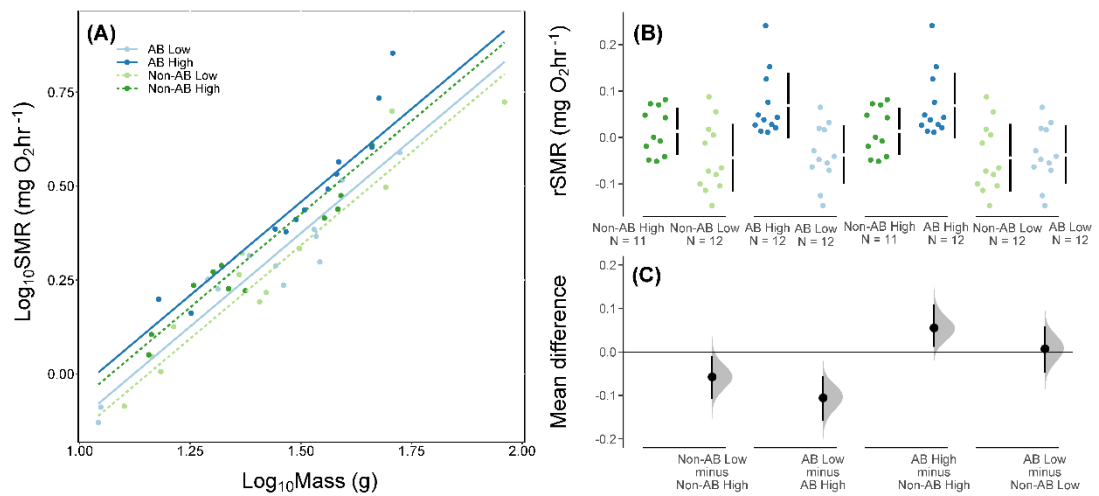 (A)
AB Low
AB High
Non-AB Low
Non-AB High
Log₁₀SMR (mg O₂hr⁻¹)
0.75
0.50
0.25
0.00
1.00 1.25 1.50 1.75 2.00
Log₁₀Mass (g)
(B)
rSMR (mg O₂hr⁻¹)
0.2
0.1
0.0
-0.1
Non-AB High Non-AB Low AB High AB Low Non-AB High AB High Non-AB Low AB Low
N = 11 N = 12 N = 12 N = 12 N = 11 N = 12 N = 12 N = 12
(C)
Mean difference
0.2
0.1
0.0
-0.1
-0.2
Non-AB Low AB Low AB High AB Low
minus minus minus minus
Non-AB High AB High Non-AB High Non-AB Low